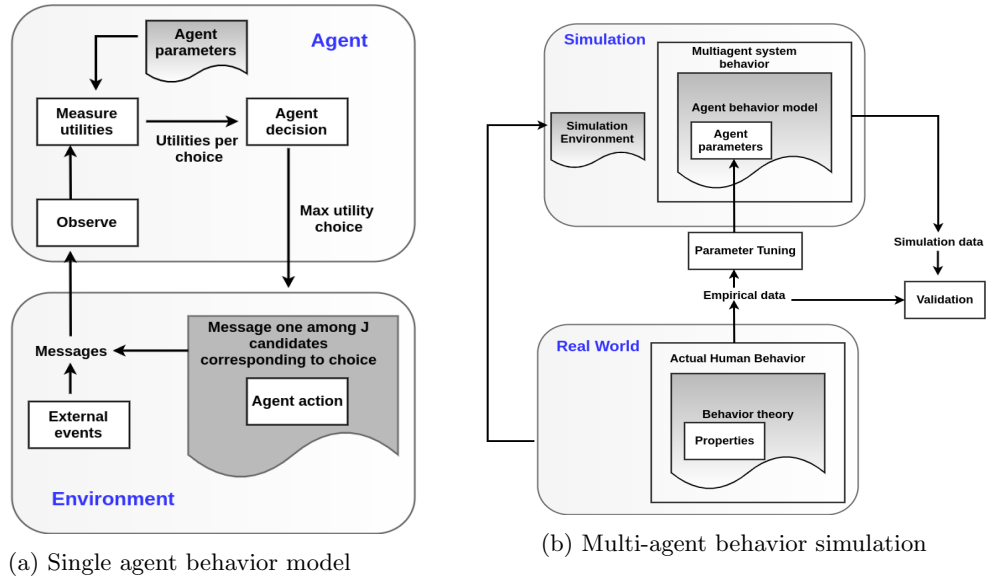 Agent
parameters
Agent
Measure
utilities
Utilities per
choice
Agent
decision
Observe
Max utility
choice
Message one among J
candidates
corresponding to choice
Messages
Agent action
External
events
Environment
(a) Single agent behavior model
Simulation
Multiagent system
behavior
Simulation
Environment
Agent behavior model
Agent
parameters
Parameter Tuning
Simulation data
Empirical data
Validation
Real World
Actual Human Behavior
Behavior theory
Properties
(b) Multi-agent behavior simulation